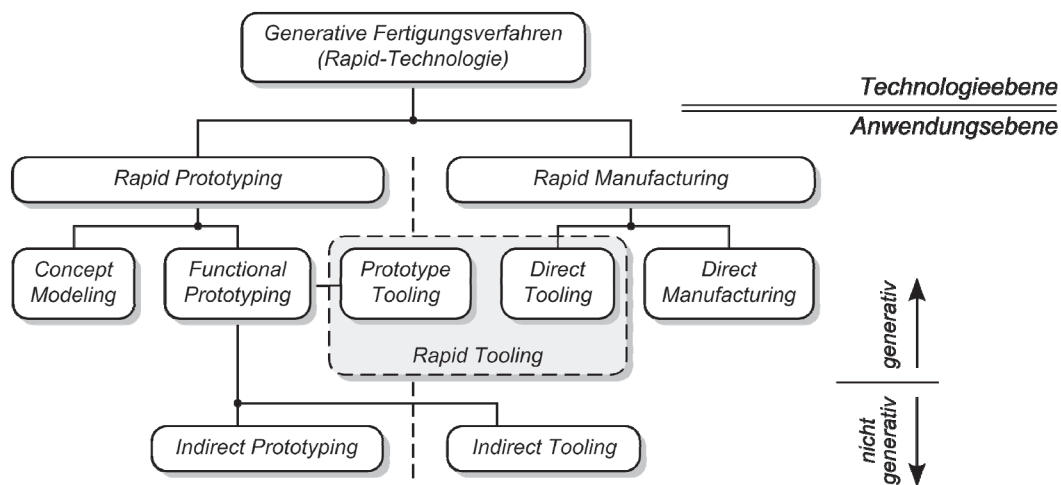 Generative Fertigungsverfahren
(Rapid-Technologie)
Technologieebene
Anwendungsebene
Rapid Prototyping
Rapid Manufacturing
Concept
Modeling
Functional
Prototyping
Prototype
Tooling
Direct
Tooling
Direct
Manufacturing
Rapid Tooling
generativ
nicht
generativ
Indirect Prototyping
Indirect Tooling